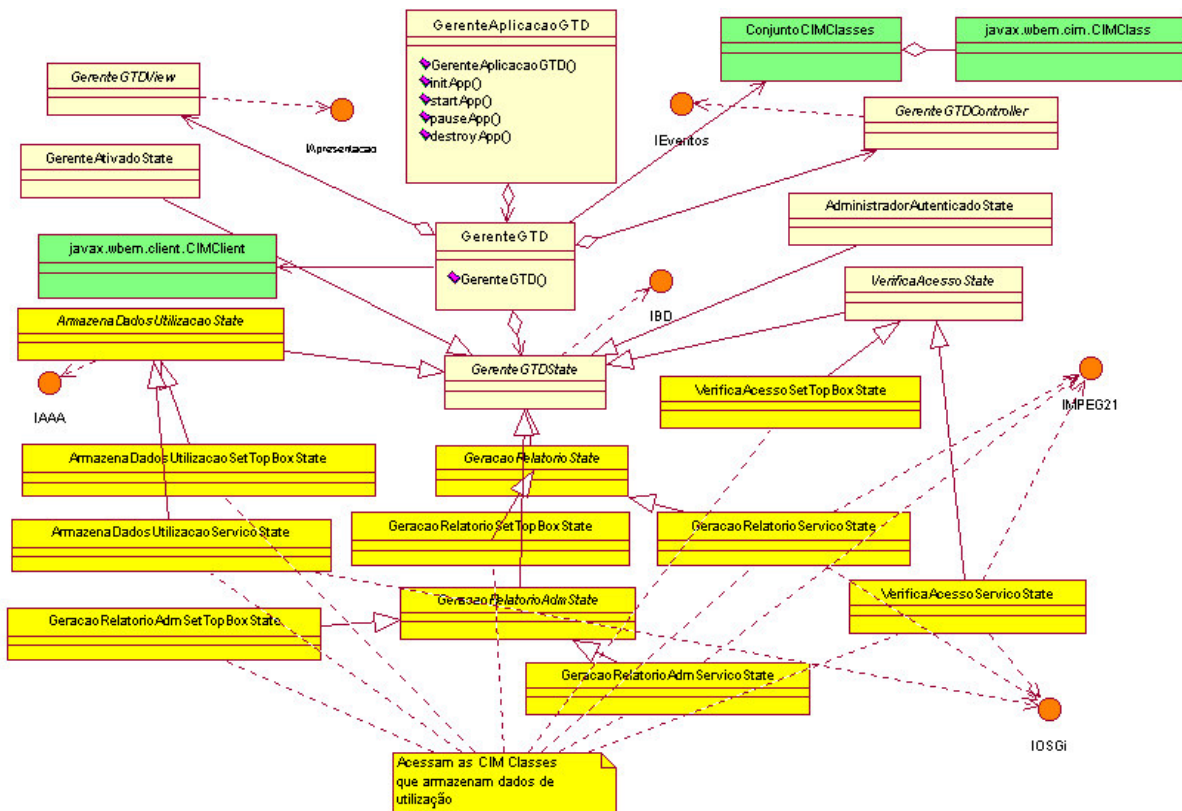 GerenteAplicacaoGTD
GerenteAplicacaoGTD()
initApp()
startApp()
pauseApp()
destroyApp()
ConjuntoCIMClasses
javax.wbem.cim.CIMClass
GerenteGTDView
IApresentacao
IEventos
GerenteGTDController
GerenteAtivadoState
AdministradorAutenticadoState
javax.wbem.client.CIMClient
GerenteGTD
GerenteGTD()
IBD
VerificaAcessoState
ArmazenaDadosUtilizacaoState
IAAA
GerenteGTDState
VerificaAcessoSetTopBoxState
IMPEG21
ArmazenaDadosUtilizacaoSetTopBoxState
GeracaoRelatorioState
ArmazenaDadosUtilizacaoServicoState
GeracaoRelatorioSetTopBoxState
GeracaoRelatorioServicoState
GeracaoRelatorioAdmState
VerificaAcessoServicoState
GeracaoRelatorioAdmSetTopBoxState
GeracaoRelatorioAdmServicoState
IOSGi
Acessam as CIM Classes
que armazenam dados de
utilização